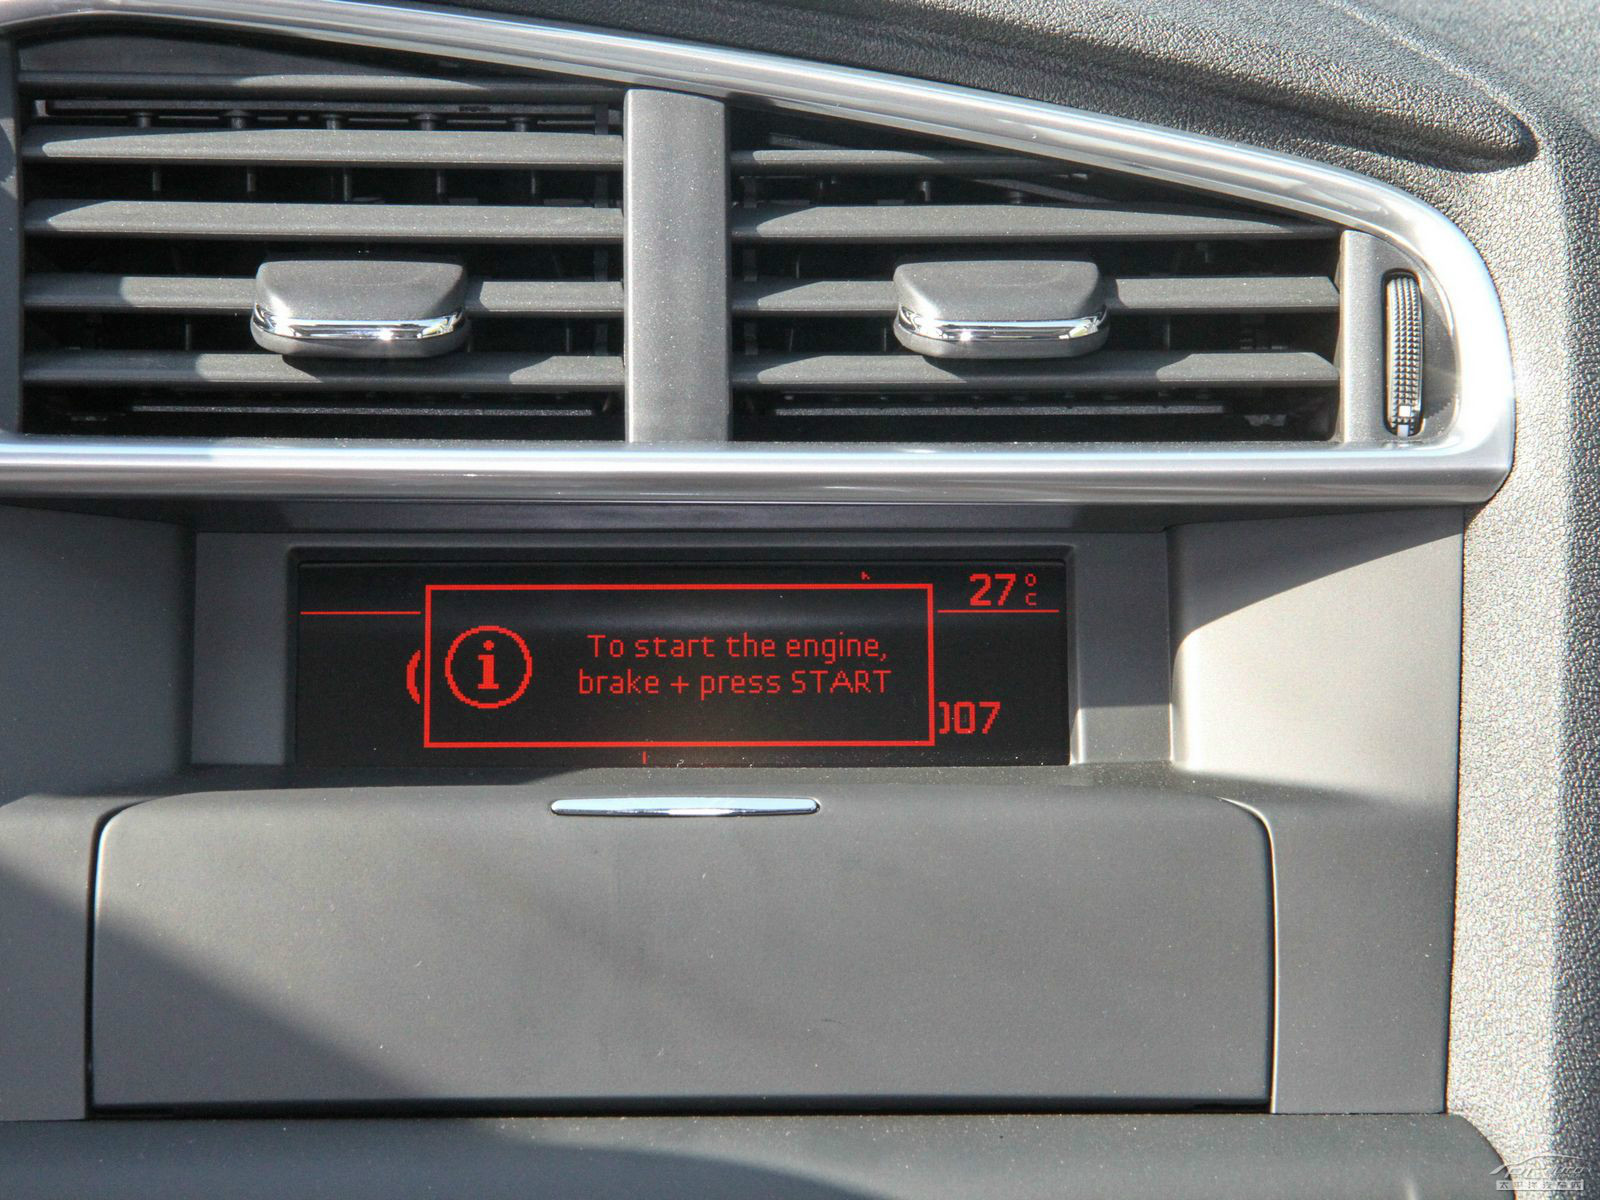 27°C
To start the engine,
brake + press START
007